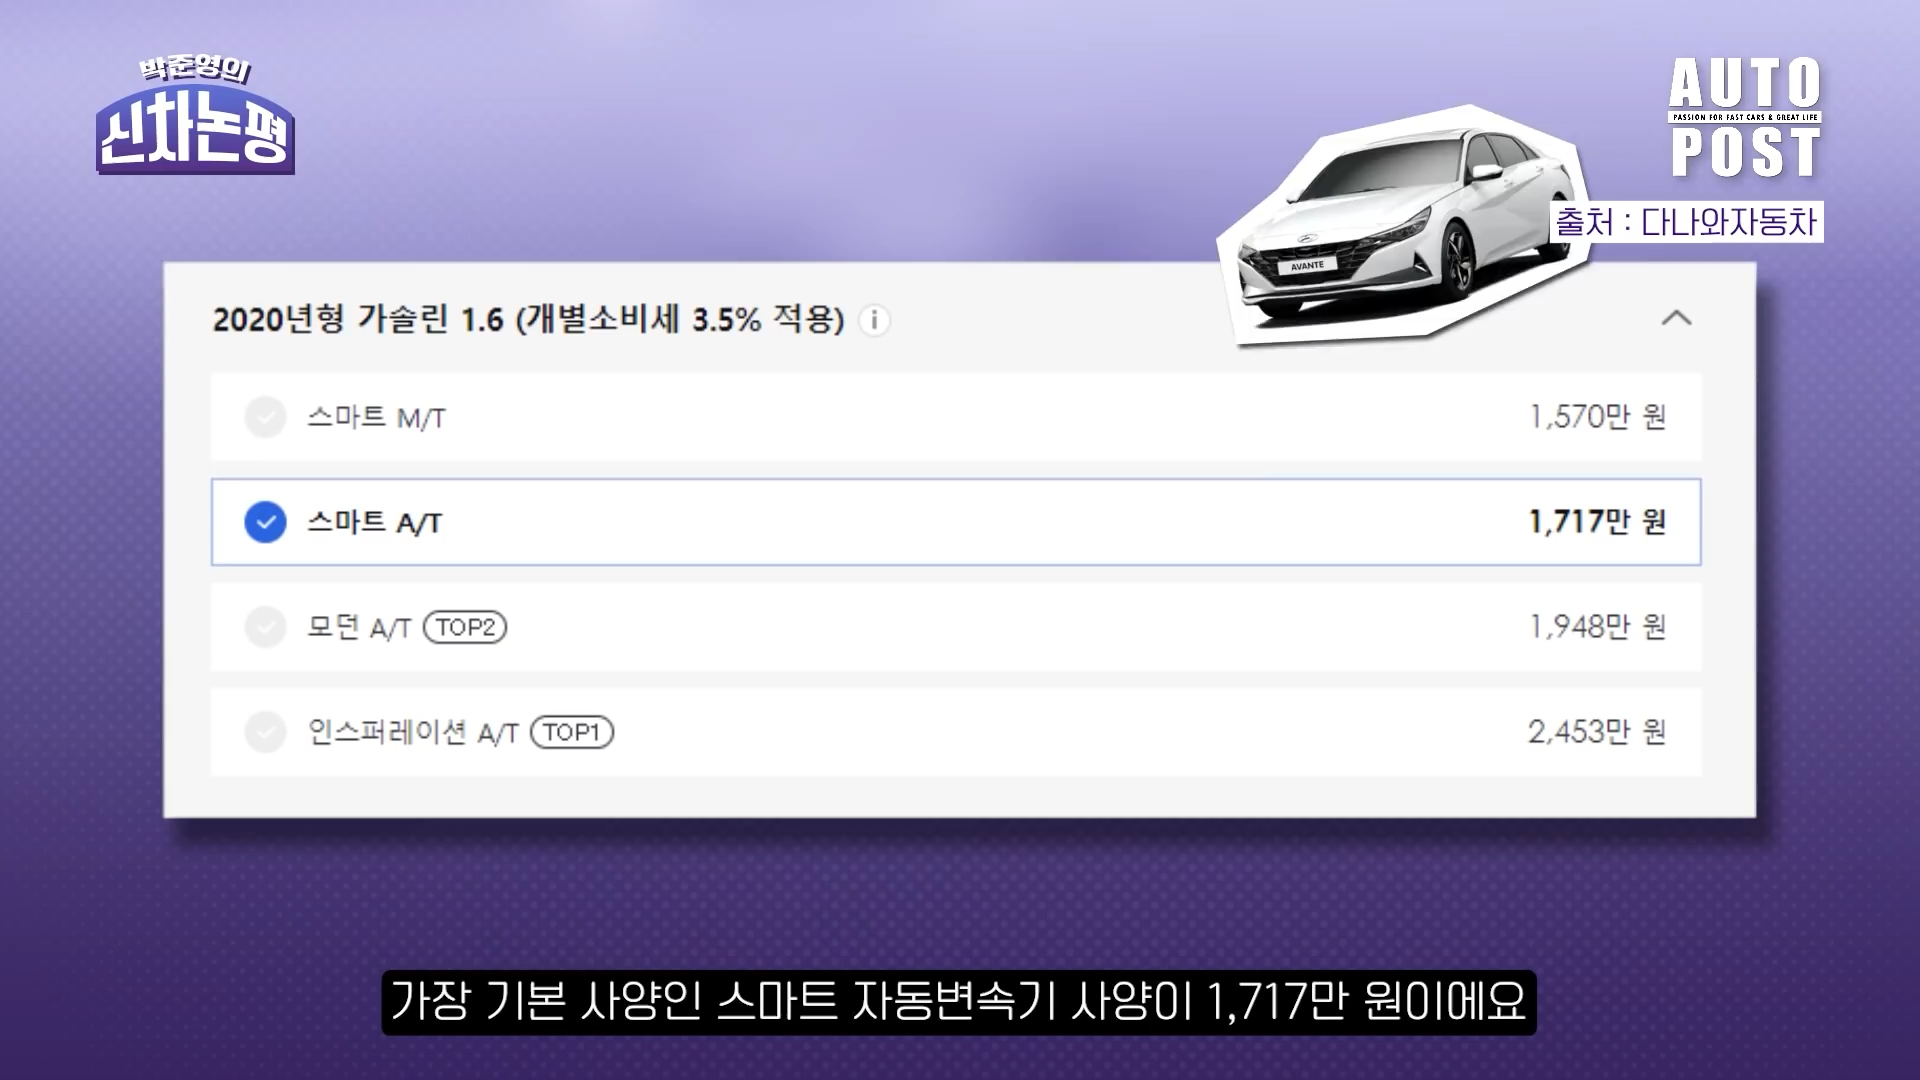 박준영의
신차논평
AUTO
PASSION FOR FAST CARS & GREAT LIFE
POST
출처 : 다나와자동차
AVANTE
2020년형 가솔린 1.6 (개별소비세 3.5% 적용) i
스마트 M/T 1,570만 원
스마트 A/T 1,717만 원
모던 A/T TOP2 1,948만 원
인스퍼레이션 A/T TOP1 2,453만 원
가장 기본 사양인 스마트 자동변속기 사양이 1,717만 원이에요